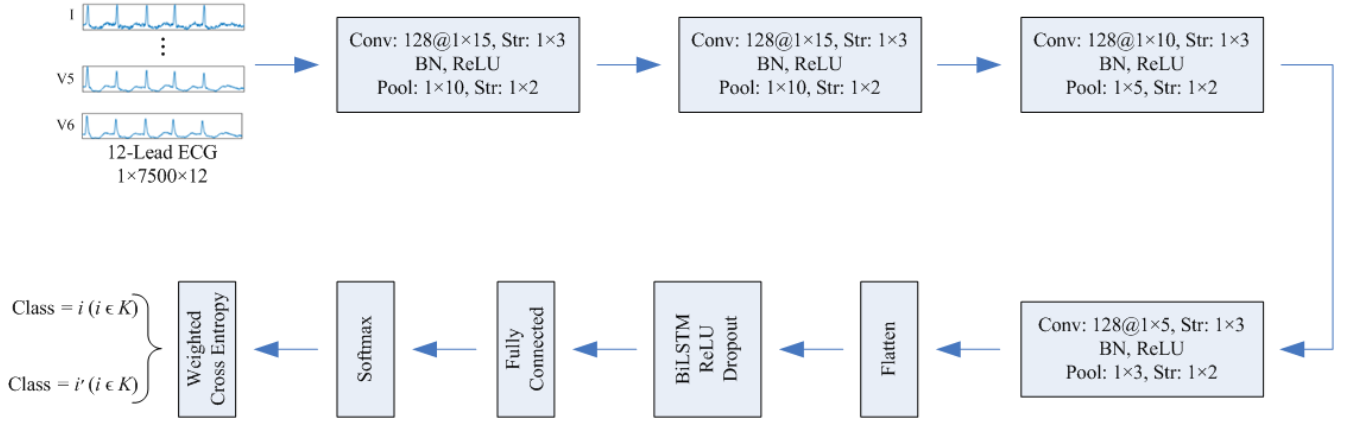 I
V5
V6
12-Lead ECG
1×7500×12
Conv: 128@1×15, Str: 1×3
BN, ReLU
Pool: 1×10, Str: 1×2
Conv: 128@1×15, Str: 1×3
BN, ReLU
Pool: 1×10, Str: 1×2
Conv: 128@1×10, Str: 1×3
BN, ReLU
Pool: 1×5, Str: 1×2
Conv: 128@1×5, Str: 1×3
BN, ReLU
Pool: 1×3, Str: 1×2
Flatten
BiLSTM
ReLU
Dropout
Fully
Connected
Softmax
Weighted
Cross Entropy
Class = i (i ϵ K)
Class = i′ (i ϵ K)